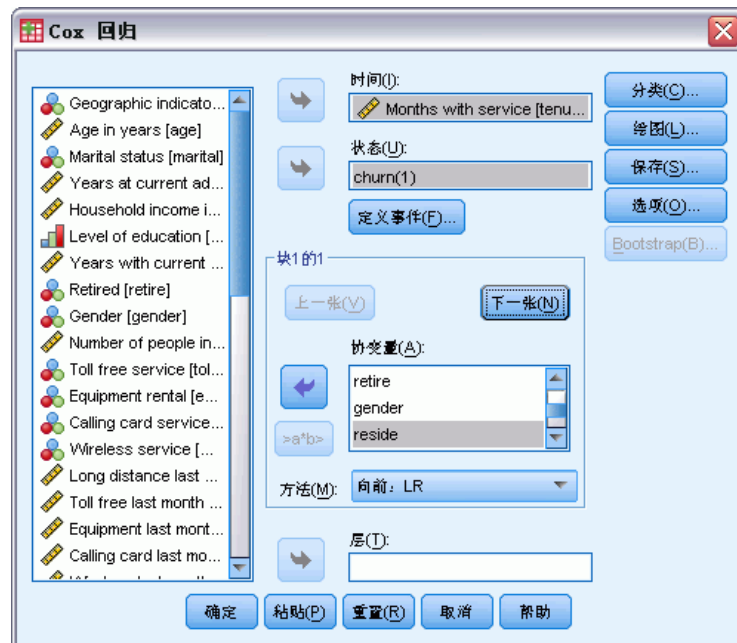 Cox 回归
Geographic indicato...
Age in years [age]
Marital status [marital]
Years at current ad...
Household income i...
Level of education [...
Years with current ...
Retired [retire]
Gender [gender]
Number of people in...
Toll free service [tol...
Equipment rental [e...
Calling card service...
Wireless service [...
Long distance last ...
Toll free last month ...
Equipment last mont...
Calling card last mo...
时间(I):
Months with service [tenu...
状态(U):
churn(1)
定义事件(F)...
块1的1
上一张(V)
下一张(N)
协变量(A):
retire
gender
reside
>a*b>
方法(M):
向前：LR
层(T):
分类(C)...
绘图(L)...
保存(S)...
选项(O)...
Bootstrap(B)...
确定
粘贴(P)
重置(R)
取消
帮助